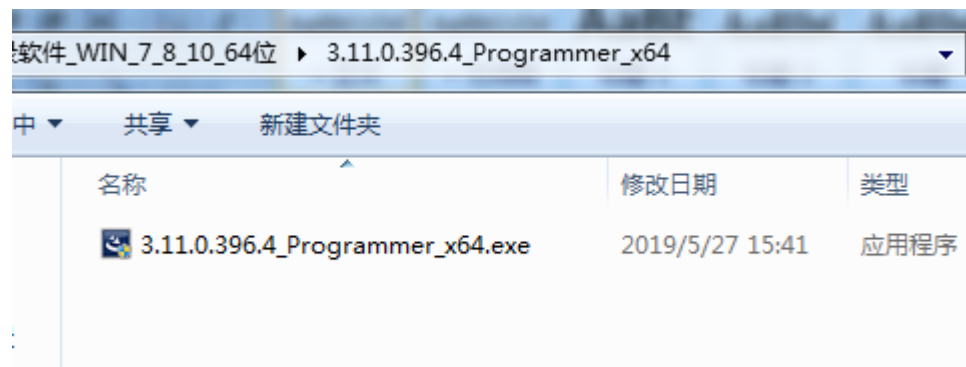 软件_WIN_7_8_10_64位 ▸ 3.11.0.396.4_Programmer_x64
中 共享 新建文件夹
名称 修改日期 类型
3.11.0.396.4_Programmer_x64.exe 2019/5/27 15:41 应用程序